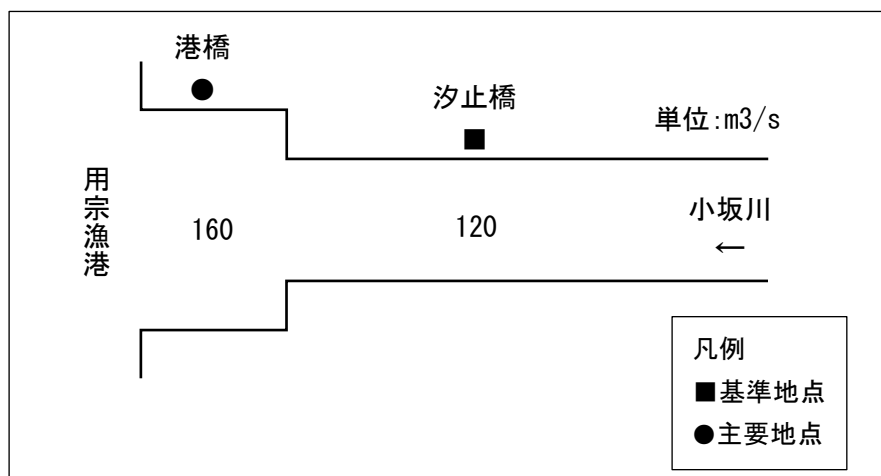 港橋
汐止橋
単位:m3/s
用宗漁港
160
120
小坂川
←
凡例
■基準地点
●主要地点